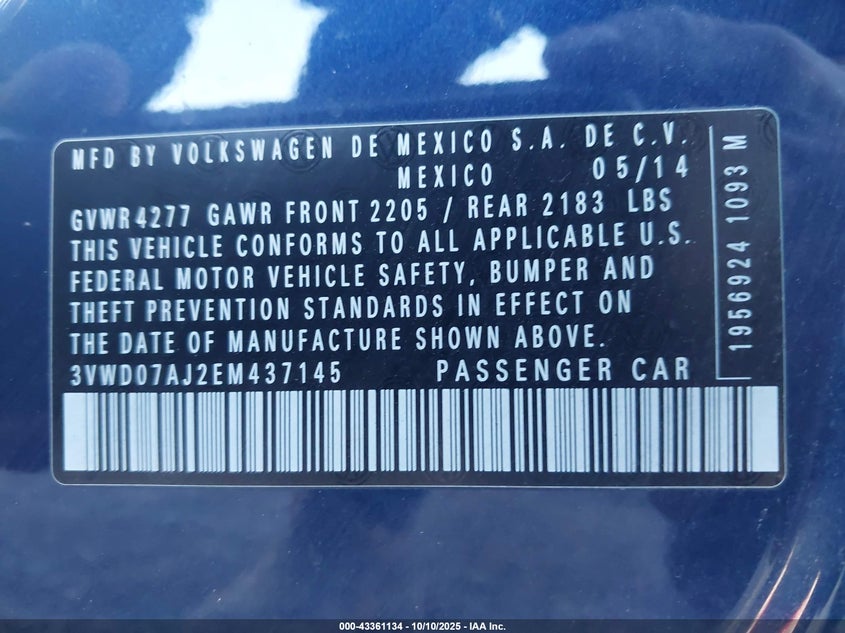 MFD BY VOLKSWAGEN DE MEXICO S.A. DE C.V.
MEXICO 05/14
GVWR 4277 GAWR FRONT 2205 / REAR 2183 LBS
THIS VEHICLE CONFORMS TO ALL APPLICABLE U.S.
FEDERAL MOTOR VEHICLE SAFETY, BUMPER AND
THEFT PREVENTION STANDARDS IN EFFECT ON
THE DATE OF MANUFACTURE SHOWN ABOVE.
3VWD07AJ2EM437145 PASSENGER CAR
1956924 1093 M
000-43361134 - 10/10/2025 - IAA Inc.